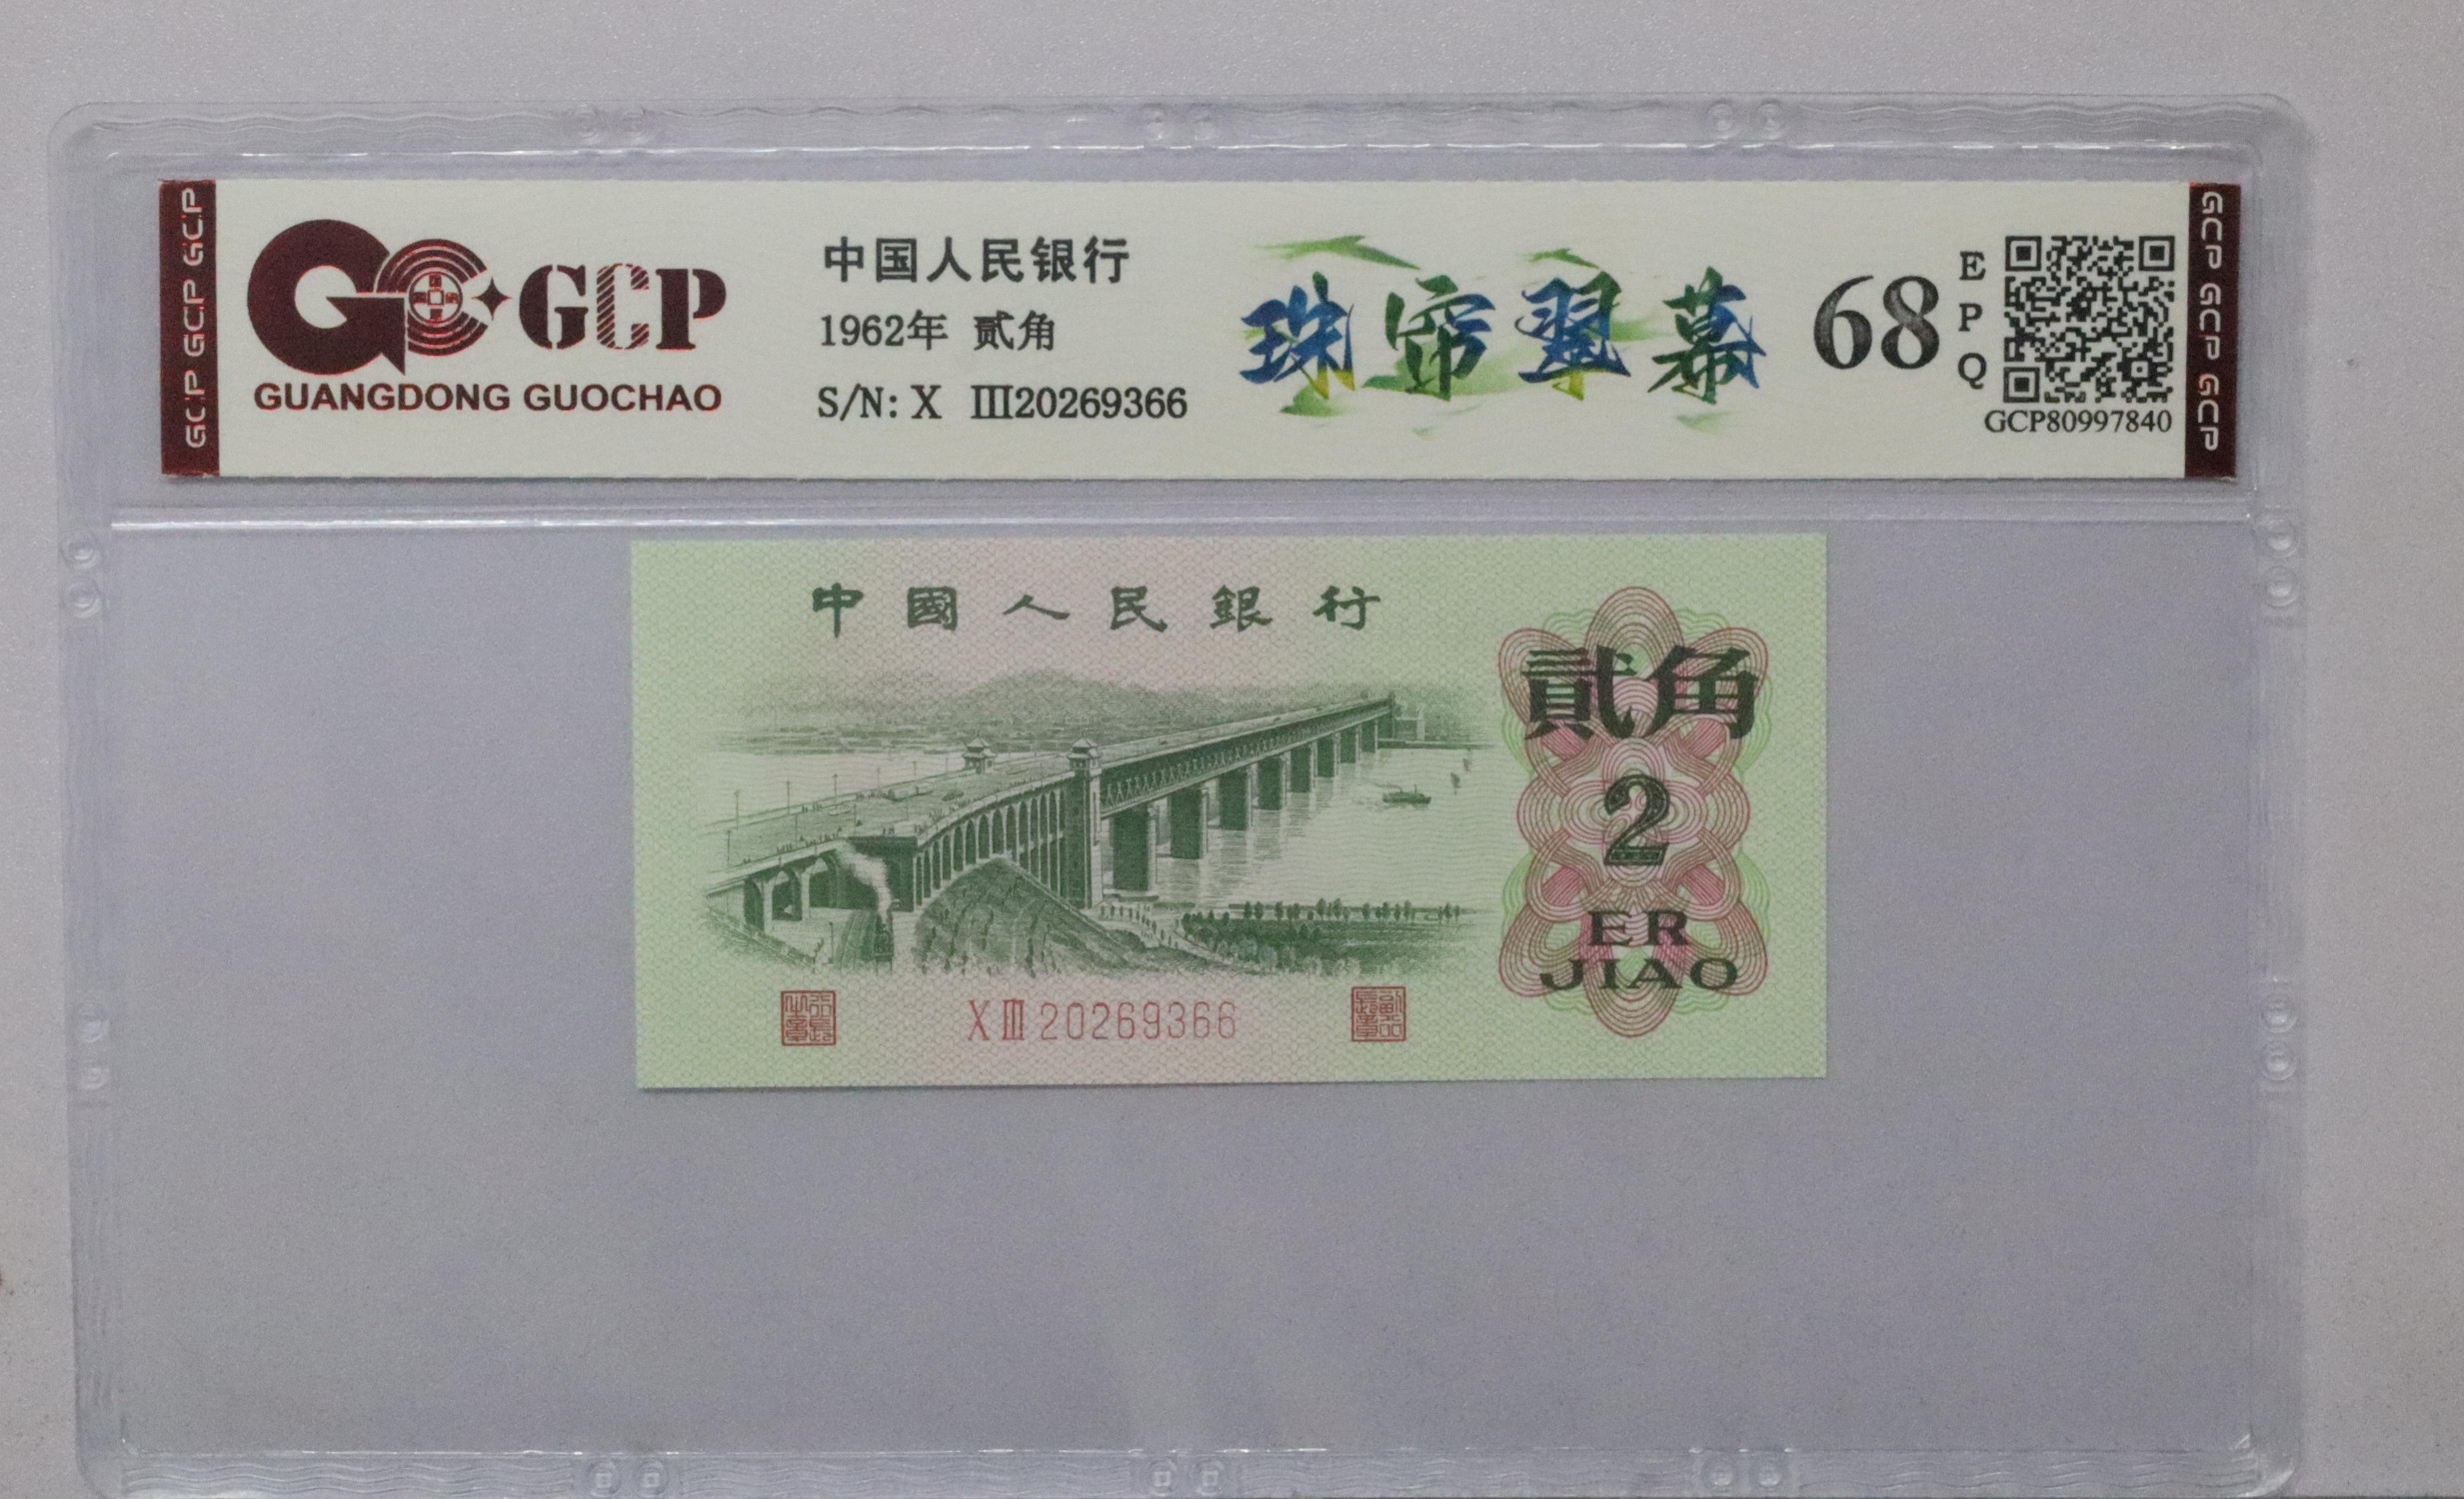 GCP GCP GCP
GCP
GUANGDONG GUOCHAO
中国人民银行
1962年 贰角
S/N: X Ⅲ20269366
珠帘翠幕
68
EPQ
GCP80997840
GCP GCP GCP
中國人民銀行
貳角
2
ER
JIAO
X Ⅲ 20269366